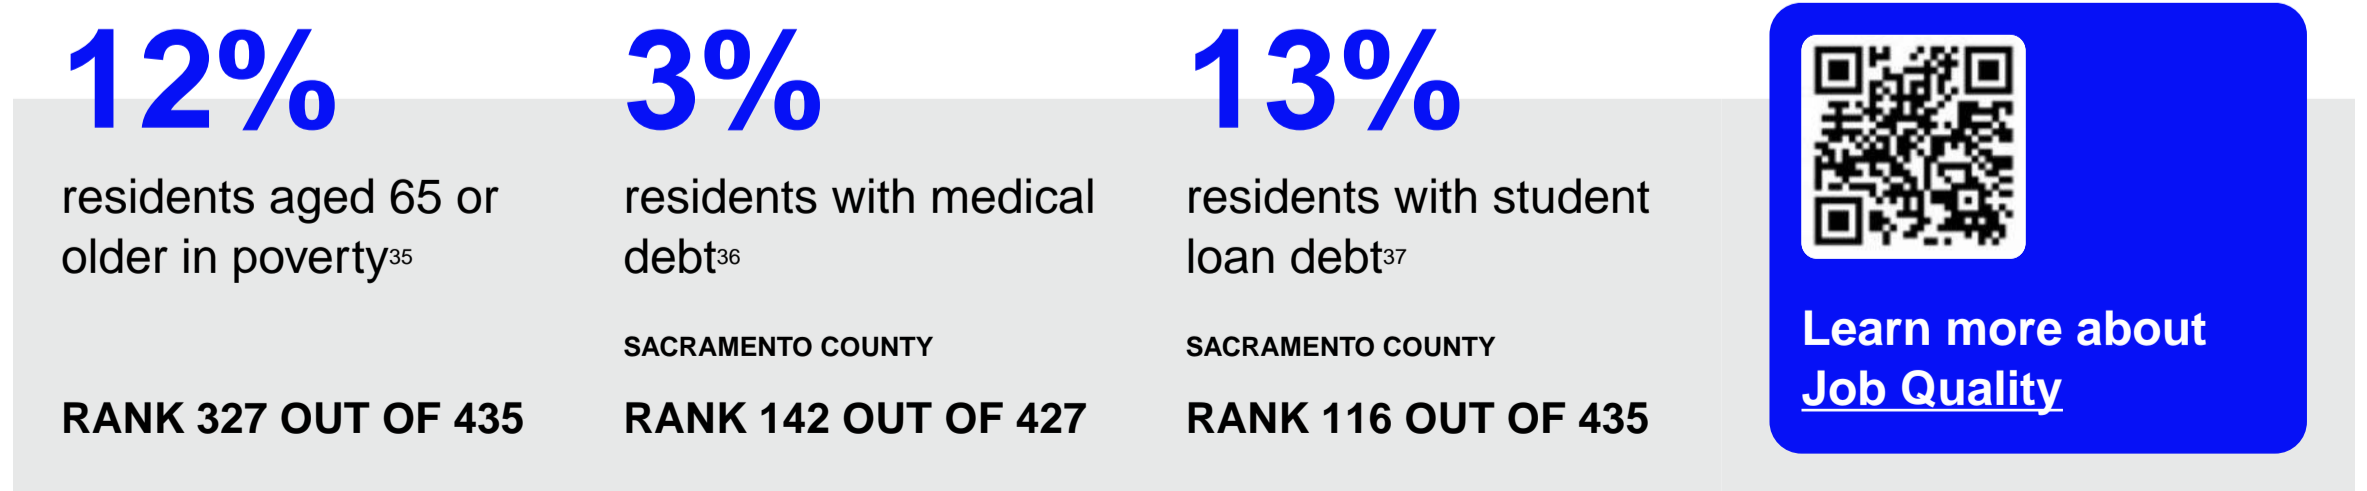 12%
residents aged 65 or
older in poverty35
RANK 327 OUT OF 435
3%
residents with medical
debt36
SACRAMENTO COUNTY
RANK 142 OUT OF 427
13%
residents with student
loan debt37
SACRAMENTO COUNTY
RANK 116 OUT OF 435
Learn more about
Job Quality